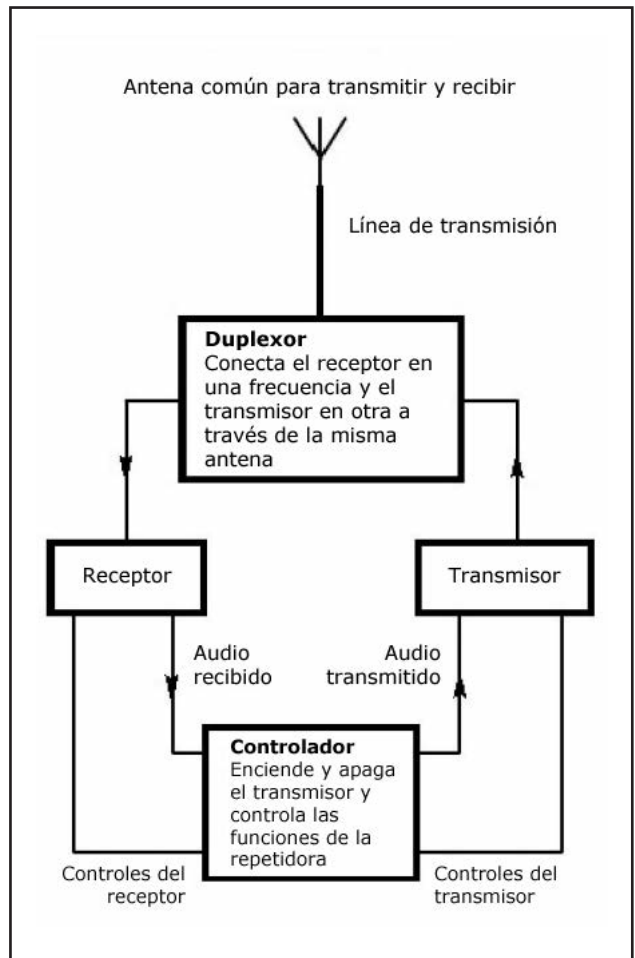 Antena común para transmitir y recibir
Línea de transmisión
Duplexor
Conecta el receptor en
una frecuencia y el
transmisor en otra a
través de la misma
antena
Receptor
Transmisor
Audio
recibido
Audio
transmitido
Controlador
Enciende y apaga
el transmisor y
controla las
funciones de la
repetidora
Controles del
receptor
Controles del
transmisor